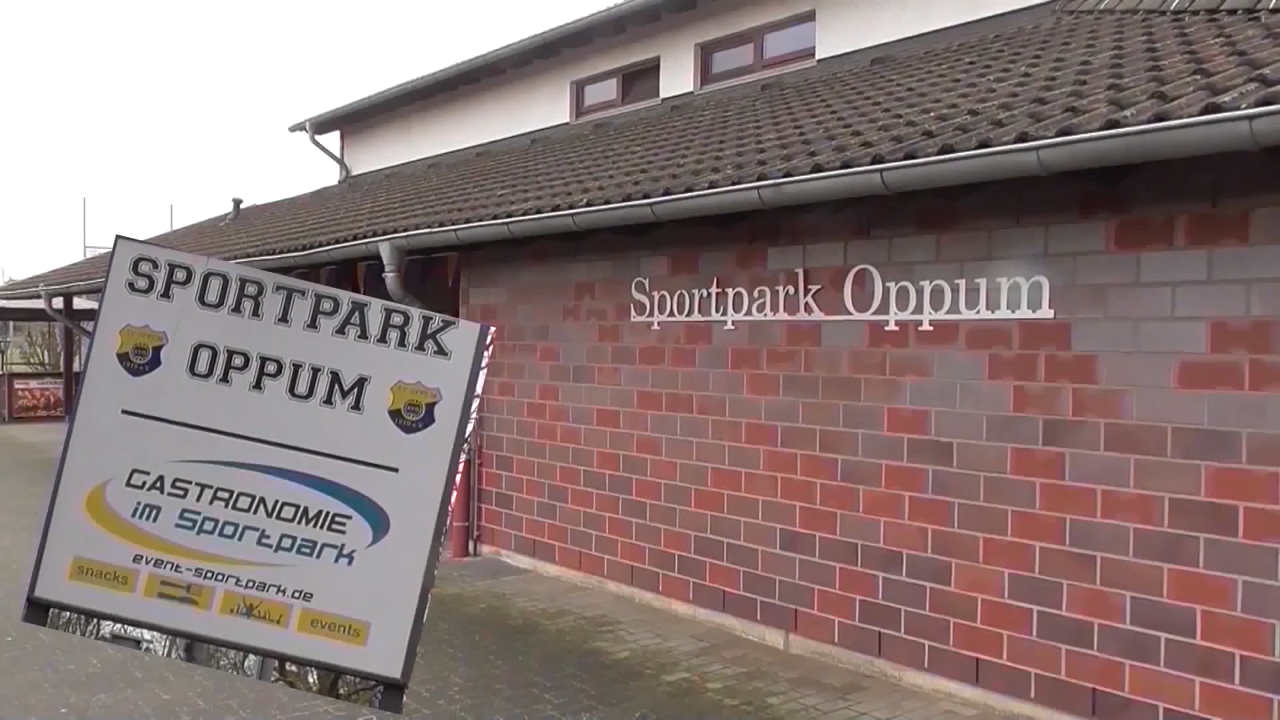 Sportpark Oppum
SPORTPARK
OPPUM
GASTRONOMIE
im Sportpark
event-sportpark.de
snacks
events